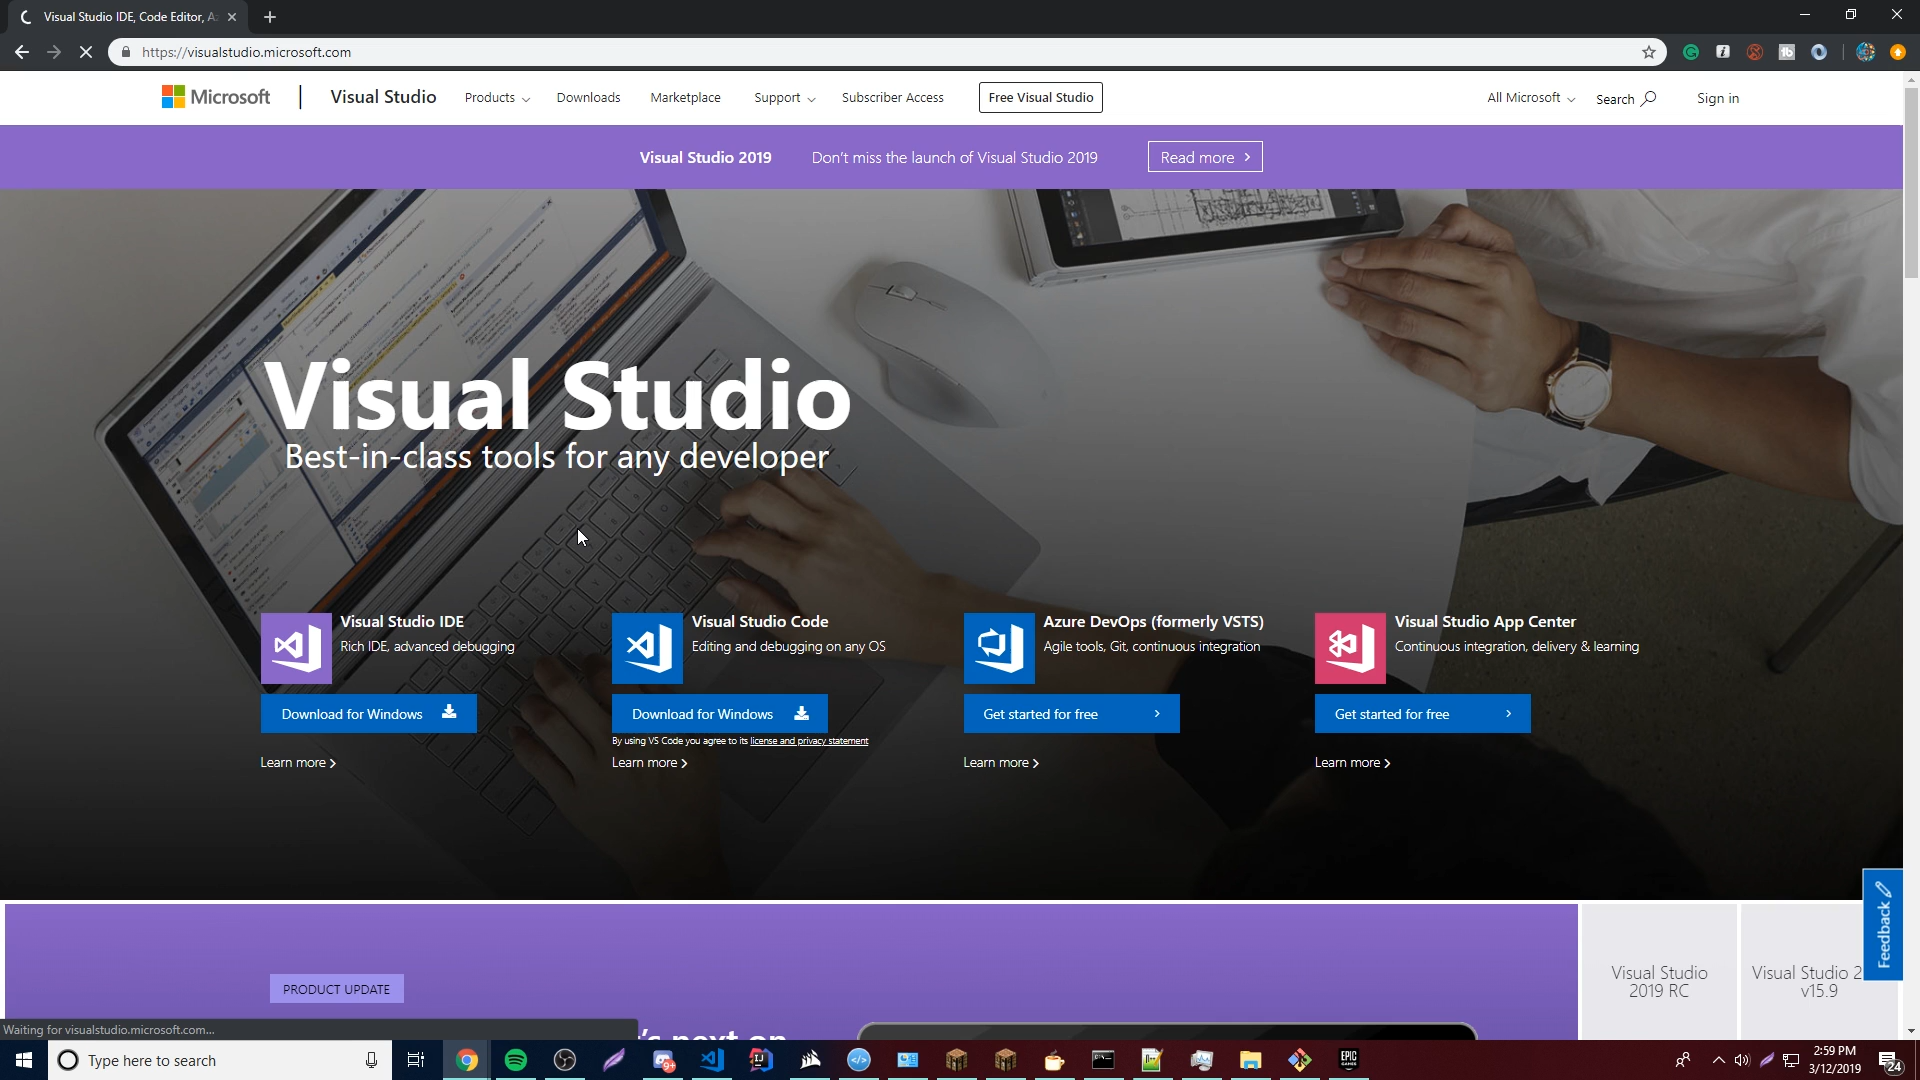 Visual Studio IDE, Code Editor, Az
https://visualstudio.microsoft.com
Microsoft
Visual Studio
Products
Downloads
Marketplace
Support
Subscriber Access
Free Visual Studio
All Microsoft
Search
Sign in
Visual Studio 2019
Don't miss the launch of Visual Studio 2019
Read more
Visual Studio
Best-in-class tools for any developer
Visual Studio IDE
Rich IDE, advanced debugging
Download for Windows
Learn more
Visual Studio Code
Editing and debugging on any OS
Download for Windows
By using VS Code you agree to its license and privacy statement
Learn more
Azure DevOps (formerly VSTS)
Agile tools, Git, continuous integration
Get started for free
Learn more
Visual Studio App Center
Continuous integration, delivery & learning
Get started for free
Learn more
Feedback
PRODUCT UPDATE
's next on
Visual Studio
2019 RC
Visual Studio 2
v15.9
Waiting for visualstudio.microsoft.com...
Type here to search
9+
EPIC
GAMES
2:59 PM
3/12/2019
24